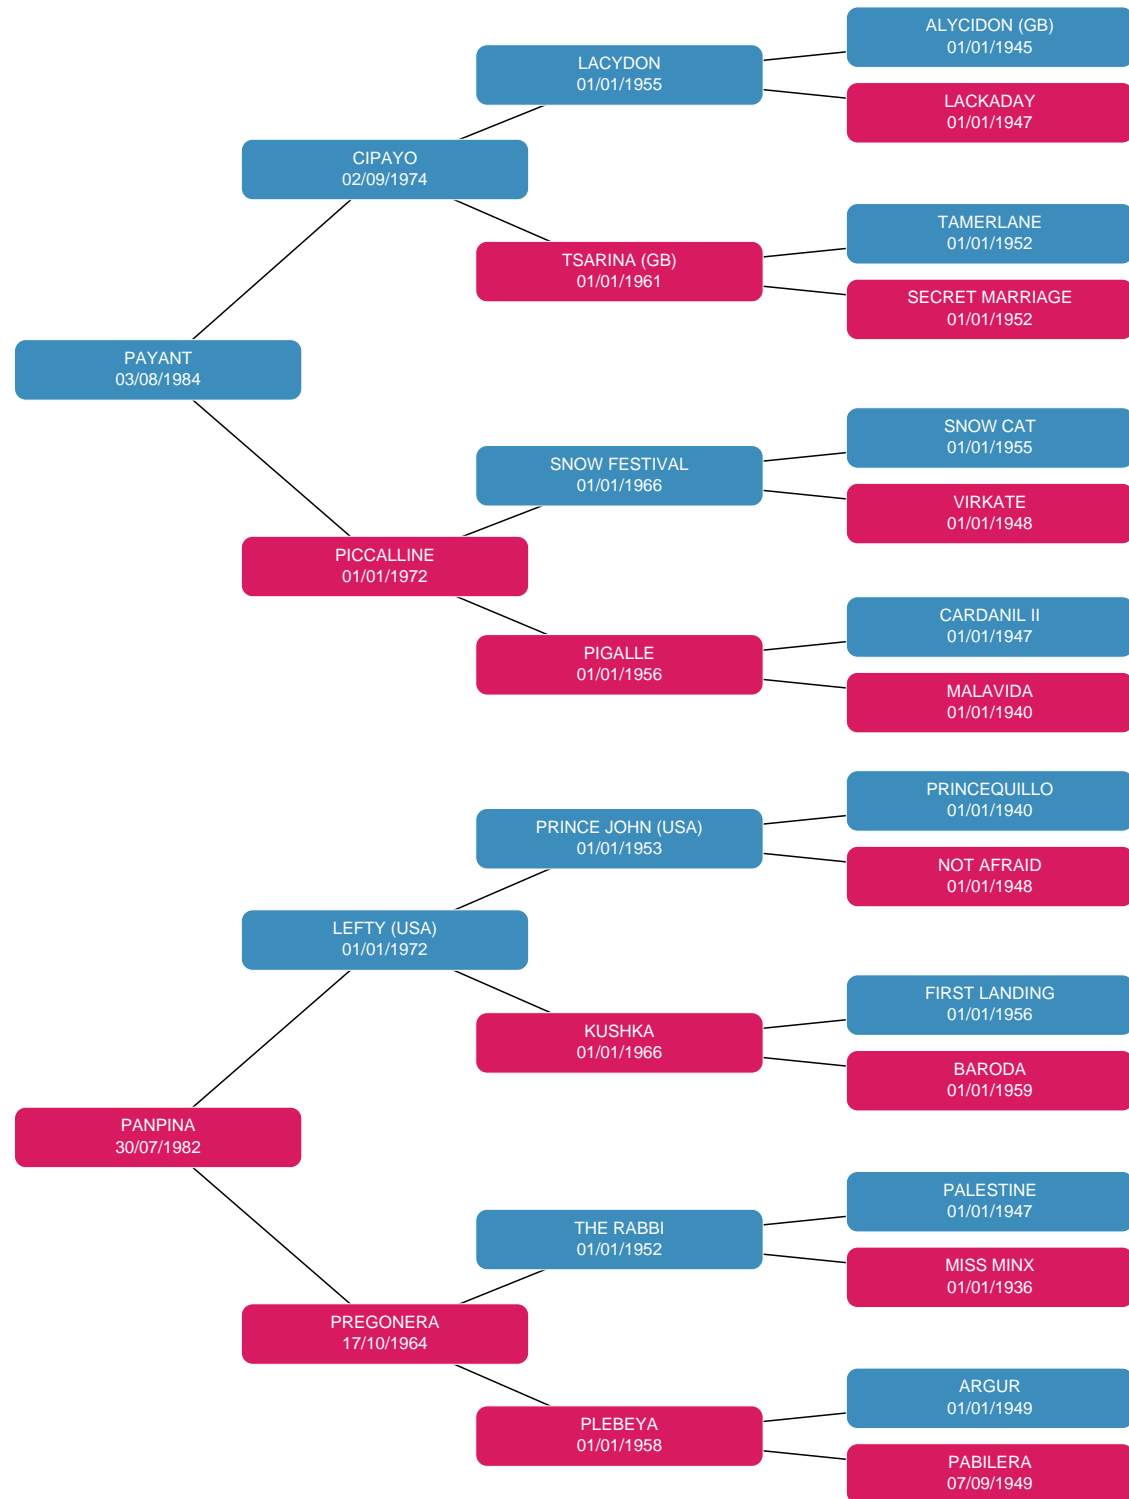 ALYCIDON (GB)
01/01/1945
LACYDON
01/01/1955
LACKADAY
01/01/1947
CIPAYO
02/09/1974
TAMERLANE
01/01/1952
TSARINA (GB)
01/01/1961
SECRET MARRIAGE
01/01/1952
PAYANT
03/08/1984
SNOW CAT
01/01/1955
SNOW FESTIVAL
01/01/1966
VIRKATE
01/01/1948
PICCALLINE
01/01/1972
CARDANIL II
01/01/1947
PIGALLE
01/01/1956
MALAVIDA
01/01/1940
PRINCEQUILLO
01/01/1940
PRINCE JOHN (USA)
01/01/1953
NOT AFRAID
01/01/1948
LEFTY (USA)
01/01/1972
FIRST LANDING
01/01/1956
KUSHKA
01/01/1966
BARODA
01/01/1959
PANPINA
30/07/1982
PALESTINE
01/01/1947
THE RABBI
01/01/1952
MISS MINX
01/01/1936
PREGONERA
17/10/1964
ARGUR
01/01/1949
PLEBEYA
01/01/1958
PABILERA
07/09/1949